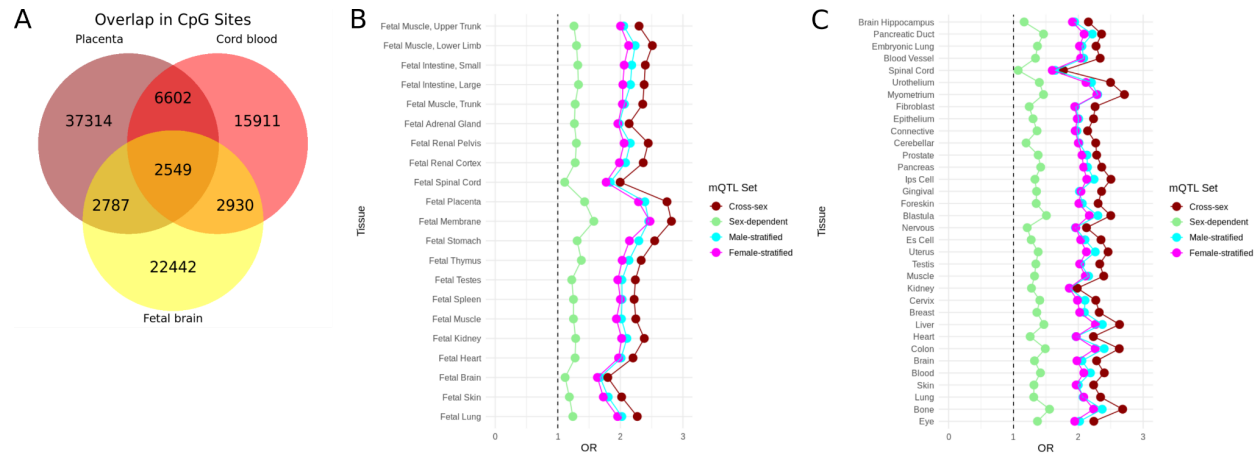 A
Overlap in CpG Sites
Placenta
Cord blood
6602
37314
15911
2549
2787
2930
22442
Fetal brain
B
Tissue
Fetal Muscle, Upper Trunk
Fetal Muscle, Lower Limb
Fetal Intestine, Small
Fetal Intestine, Large
Fetal Muscle, Trunk
Fetal Adrenal Gland
Fetal Renal Pelvis
Fetal Renal Cortex
Fetal Spinal Cord
Fetal Placenta
Fetal Membrane
Fetal Stomach
Fetal Thymus
Fetal Testes
Fetal Spleen
Fetal Muscle
Fetal Kidney
Fetal Heart
Fetal Brain
Fetal Skin
Fetal Lung
0 1 2 3
OR
mQTL Set
Cross-sex
Sex-dependent
Male-stratified
Female-stratified
C
Tissue
Brain Hippocampus
Pancreatic Duct
Embryonic Lung
Blood Vessel
Spinal Cord
Urothelium
Myometrium
Fibroblast
Epithelium
Connective
Cerebellar
Prostate
Pancreas
Ips Cell
Gingival
Foreskin
Blastula
Nervous
Es Cell
Uterus
Testis
Muscle
Kidney
Cervix
Breast
Liver
Heart
Colon
Brain
Blood
Skin
Lung
Bone
Eye
0 1 2 3
OR
mQTL Set
Cross-sex
Sex-dependent
Male-stratified
Female-stratified